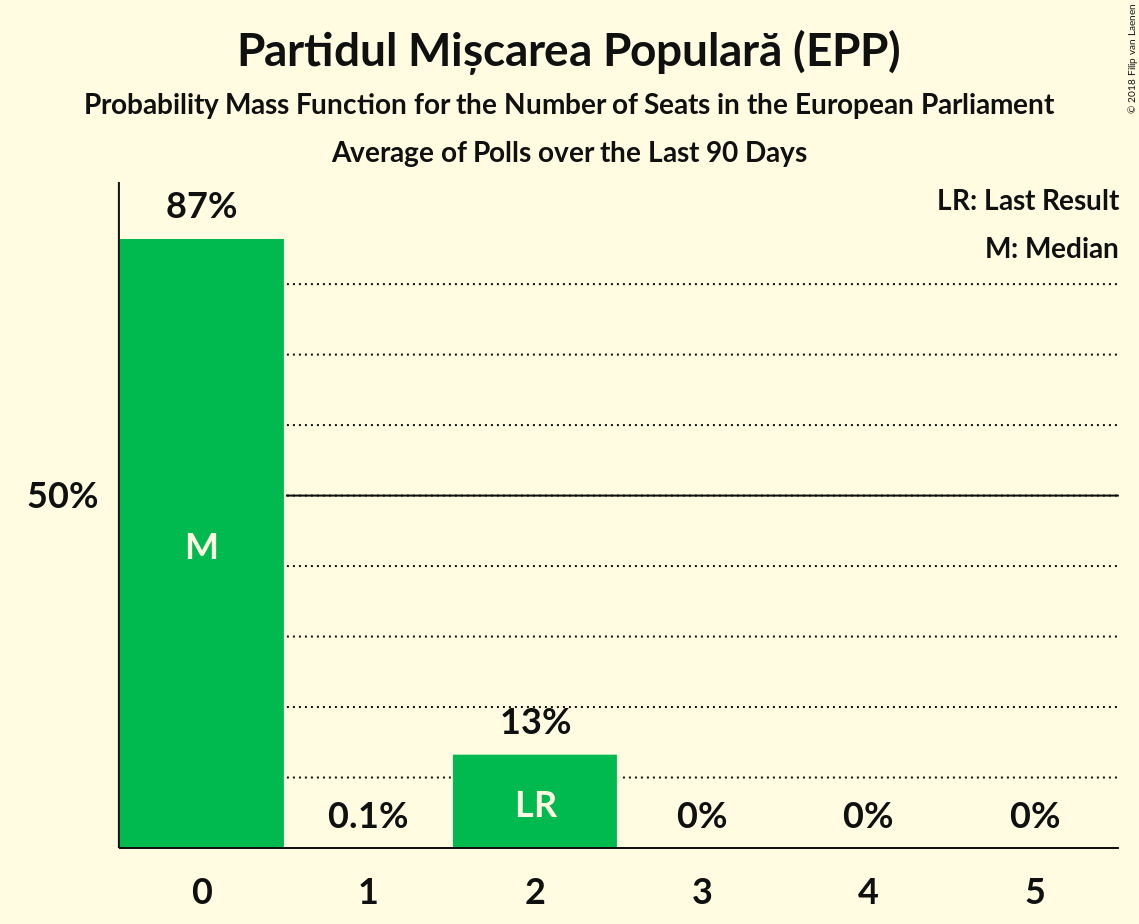 Partidul Mișcarea Populară (EPP)
Probability Mass Function for the Number of Seats in the European Parliament
Average of Polls over the Last 90 Days
© 2018 Filip van Laenen
LR: Last Result
M: Median
87%
50%
M
13%
LR
0.1%
0%
0%
0%
0
1
2
3
4
5